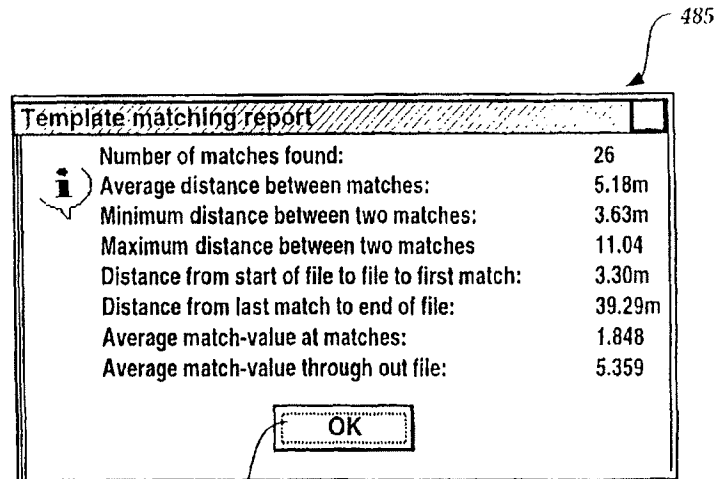 485
Template matching report
Number of matches found: 26
Average distance between matches: 5.18m
Minimum distance between two matches: 3.63m
Maximum distance between two matches 11.04
Distance from start of file to file to first match: 3.30m
Distance from last match to end of file: 39.29m
Average match-value at matches: 1.848
Average match-value through out file: 5.359
OK